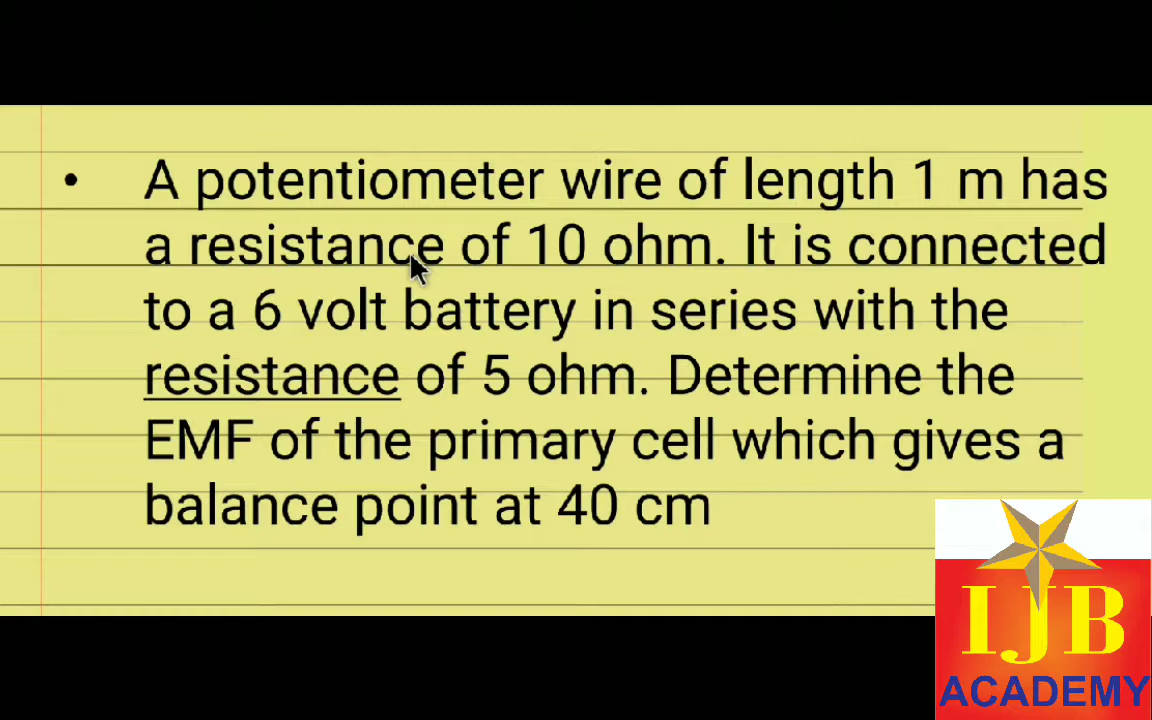 • A potentiometer wire of length 1 m has
a resistance of 10 ohm. It is connected
to a 6 volt battery in series with the
resistance of 5 ohm. Determine the
EMF of the primary cell which gives a
balance point at 40 cm
IJB
ACADEMY